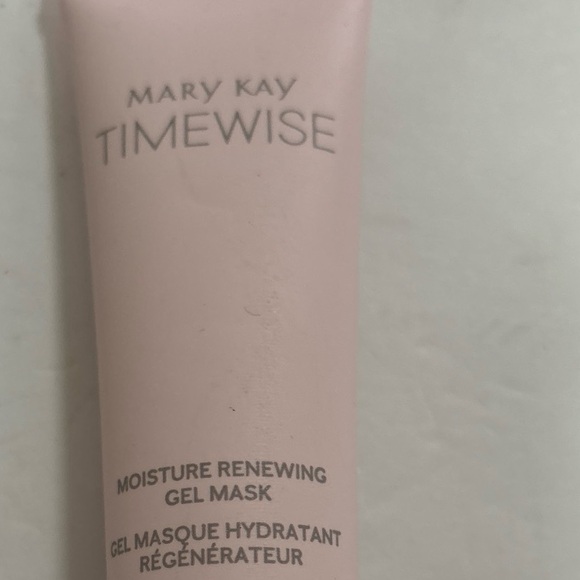 MARY KAY
TIMEWISE
MOISTURE RENEWING
GEL MASK
GEL MASQUE HYDRATANT
RÉGÉNÉRATEUR